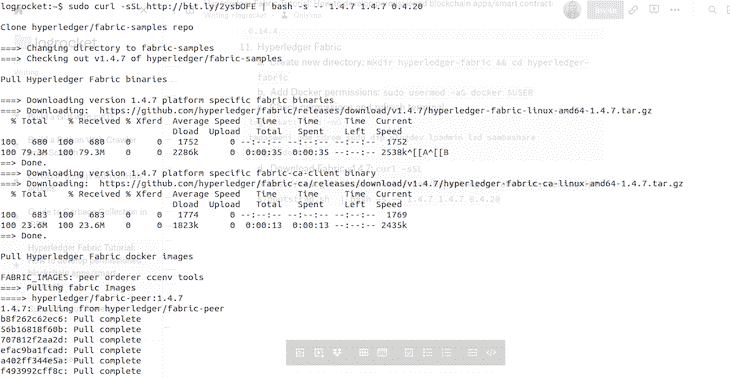 logrocket:~$ sudo curl -sSL http://bit.ly/2ysbOFE | bash -s -- 1.4.7 1.4.7 0.4.20
Clone hyperledger/fabric-samples repo
===> Changing directory to fabric-samples
===> Checking out v1.4.7 of hyperledger/fabric-samples
Pull Hyperledger Fabric binaries
===> Downloading version 1.4.7 platform specific fabric binaries
===> Downloading: https://github.com/hyperledger/fabric/releases/download/v1.4.7/hyperledger-fabric-linux-amd64-1.4.7.tar.gz
% Total % Received % Xferd Average Speed Time Time Time Current
Dload Upload Total Spent Left Speed
100 680 100 680 0 0 1752 0 --:--:-- --:--:-- --:--:-- 1752
100 79.3M 100 79.3M 0 0 2286k 0 0:00:35 0:00:35 --:--:-- 2538k^[[A^[[B
==> Done.
===> Downloading version 1.4.7 platform specific fabric-ca-client binary
===> Downloading: https://github.com/hyperledger/fabric-ca/releases/download/v1.4.7/hyperledger-fabric-ca-linux-amd64-1.4.7.tar.gz
% Total % Received % Xferd Average Speed Time Time Time Current
Dload Upload Total Spent Left Speed
100 683 100 683 0 0 1774 0 --:--:-- --:--:-- --:--:-- 1769
100 23.6M 100 23.6M 0 0 1823k 0 0:00:13 0:00:13 --:--:-- 2435k
==> Done.
Pull Hyperledger Fabric docker images
FABRIC_IMAGES: peer orderer ccenv tools
===> Pulling fabric Images
====> hyperledger/fabric-peer:1.4.7
1.4.7: Pulling from hyperledger/fabric-peer
b8f262c62ec6: Pull complete
56b16818f60b: Pull complete
707812f2aa2d: Pull complete
efac9ba1fcad: Pull complete
a402ff344e5a: Pull complete
f493992cff8c: Pull complete